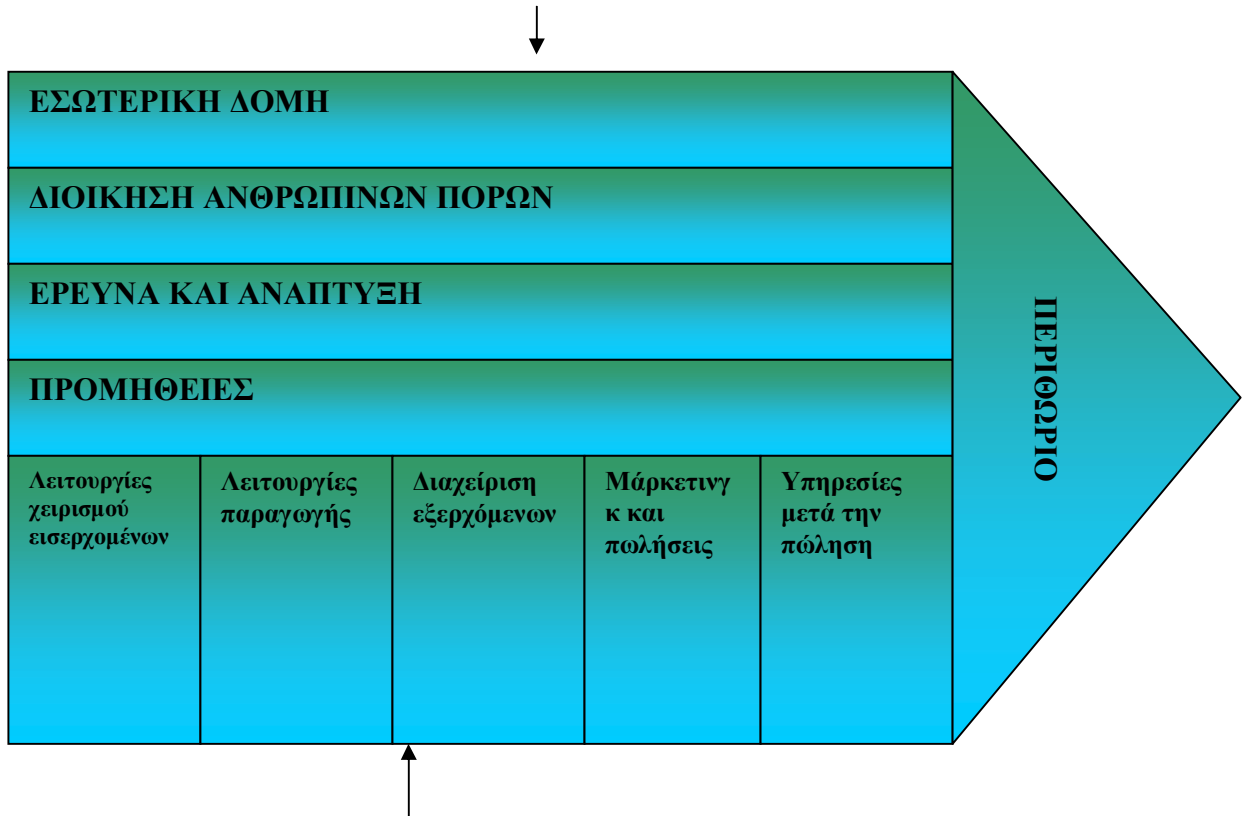 ΕΣΩΤΕΡΙΚΗ ΔΟΜΗ
ΔΙΟΙΚΗΣΗ ΑΝΘΡΩΠΙΝΩΝ ΠΟΡΩΝ
ΕΡΕΥΝΑ ΚΑΙ ΑΝΑΠΤΥΞΗ
ΠΡΟΜΗΘΕΙΕΣ
Λειτουργίες
χειρισμού
εισερχομένων
Λειτουργίες
παραγωγής
Διαχείριση
εξερχόμενων
Μάρκετινγ
κ και
πωλήσεις
Υπηρεσίες
μετά την
πώληση
ΠΕΡΙΘΩΡΙΟ